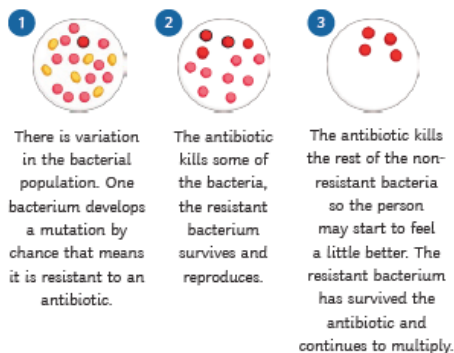 1
There is variation
in the bacterial
population. One
bacterium develops
a mutation by
chance that means
it is resistant to an
antibiotic.
2
The antibiotic
kills some of
the bacteria,
the resistant
bacterium
survives and
reproduces.
3
The antibiotic kills
the rest of the non-
resistant bacteria
so the person
may start to feel
a little better. The
resistant bacterium
has survived the
antibiotic and
continues to multiply.